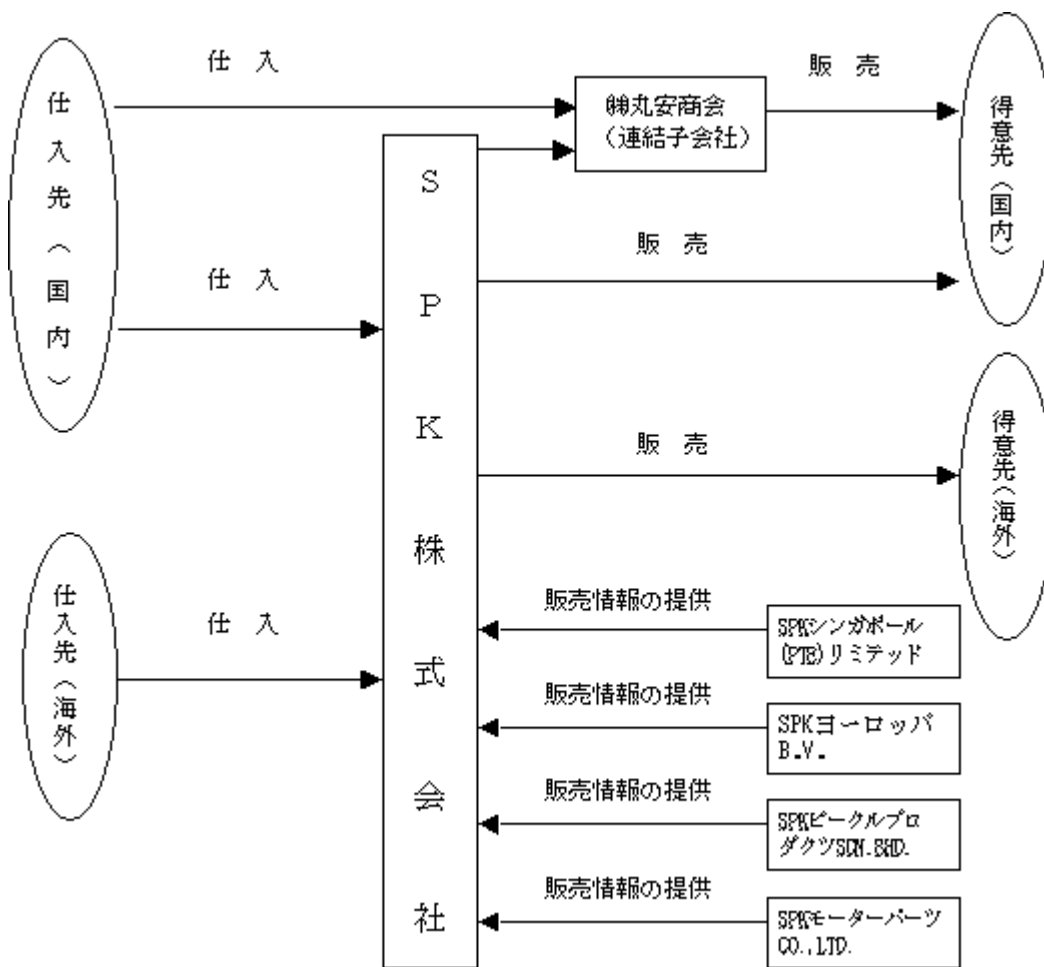 仕 入
販 売
仕入先（国内）
㈱丸安商会
（連結子会社）
得意先（国内）
SPK株式会社
仕 入
販 売
販 売
得意先（海外）
仕入先（海外）
仕 入
販売情報の提供
SPKシンガポール
(PTE)リミテッド
販売情報の提供
SPKヨーロッパ
B.V.
販売情報の提供
SPKビークルプロ
ダクツSDN.BHD.
販売情報の提供
SPKモーターパーツ
CO.,LTD.